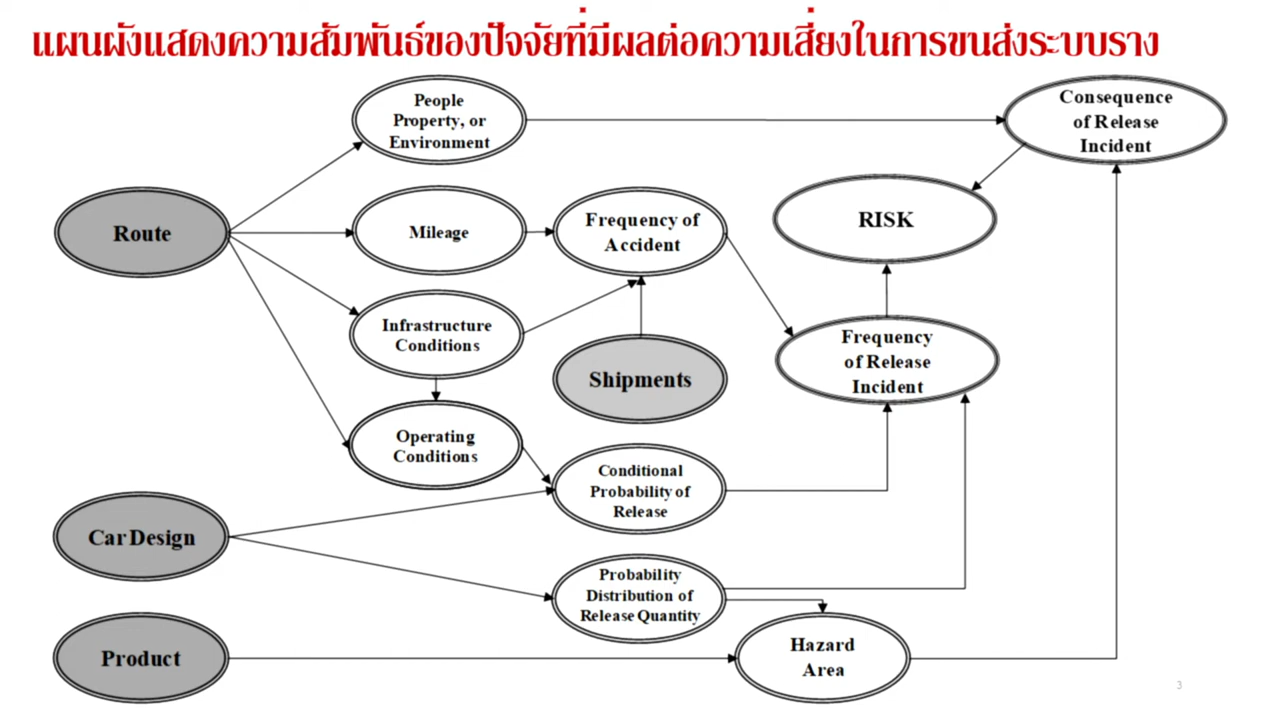 แผนผังแสดงความสัมพันธ์ของปัจจัยที่มีผลต่อความเสี่ยงในการขนส่งระบบราง
People
Property, or
Environment
Consequence
of Release
Incident
Route
Mileage
Frequency of
Accident
RISK
Infrastructure
Conditions
Shipments
Frequency
of Release
Incident
Operating
Conditions
Conditional
Probability of
Release
Car Design
Probability
Distribution of
Release Quantity
Product
Hazard
Area
3